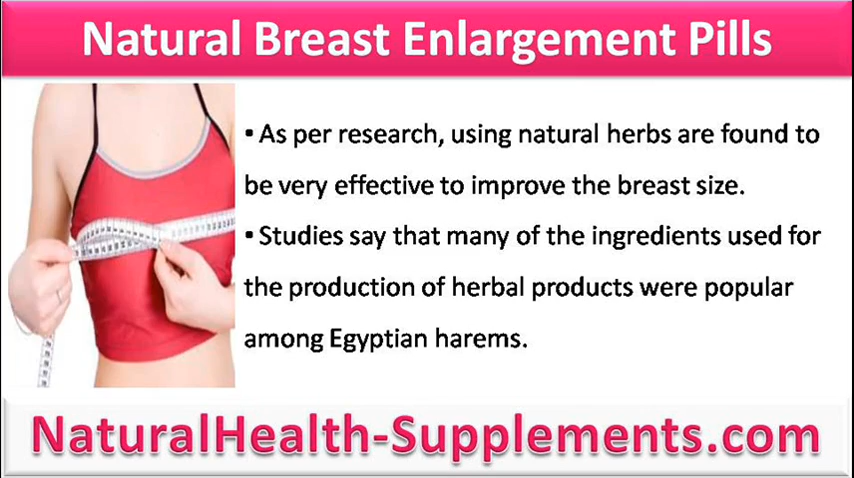 Natural Breast Enlargement Pills
• As per research, using natural herbs are found to
be very effective to improve the breast size.
• Studies say that many of the ingredients used for
the production of herbal products were popular
among Egyptian harems.
NaturalHealth-Supplements.com